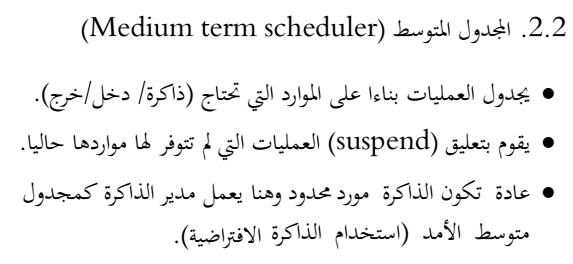 2.2. المجدول المتوسط (Medium term scheduler)
● يجدول العمليات بناءا على الموارد التي تحتاج (ذاكرة/ دخل/خرج).
● يقوم بتعليق (suspend) العمليات التي لم تتوفر لها مواردها حاليا.
● عادة تكون الذاكرة مورد محدود وهنا يعمل مدير الذاكرة كمجدول
متوسط الأمد (استخدام الذاكرة الافتراضية).